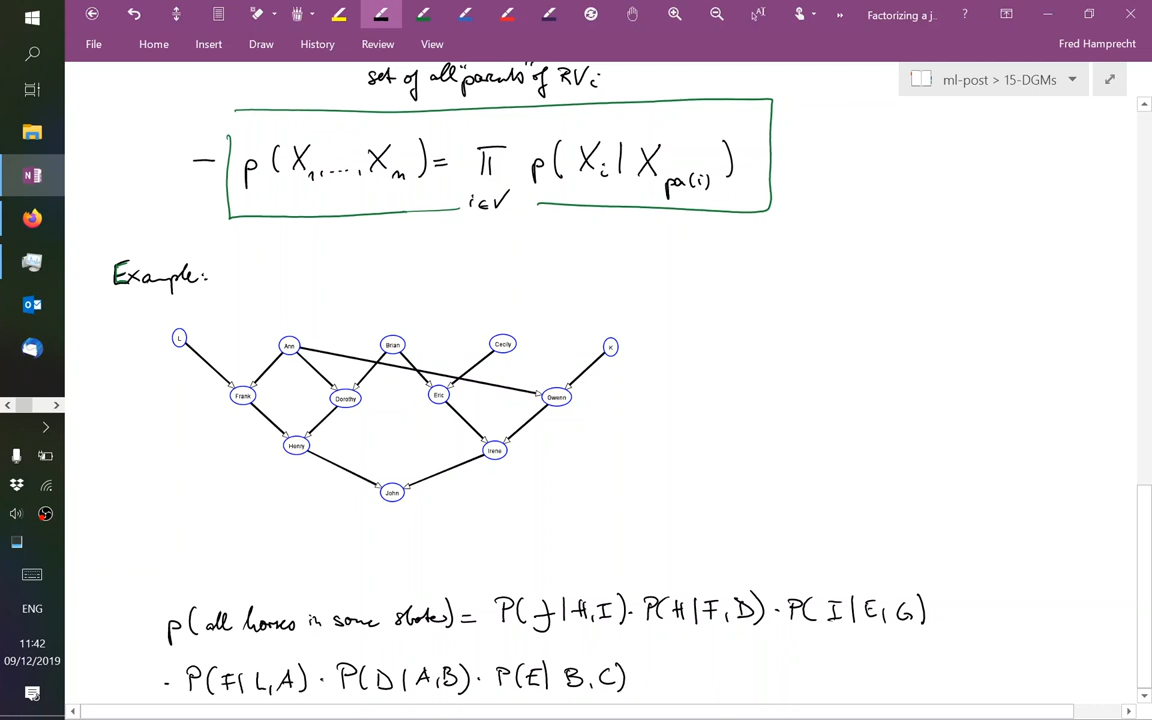 Factorizing a j...
File Home Insert Draw History Review View
Fred Hamprecht
set of all "parents" of RV i
ml-post > 15-DGMs
- p(X₁,...,Xₙ) = ∏ p(Xᵢ | X_pa(i))
i∈V
Example:
L Ann Brian Cecily K
Frank Dorothy Eric Gwenn
Henry Irene
John
p(all horses in some states) = P(J|H,I) · P(H|F,D) · P(I|E,G)
· P(F|L,A) · P(D|A,B) · P(E|B,C)
ENG
11:42
09/12/2019